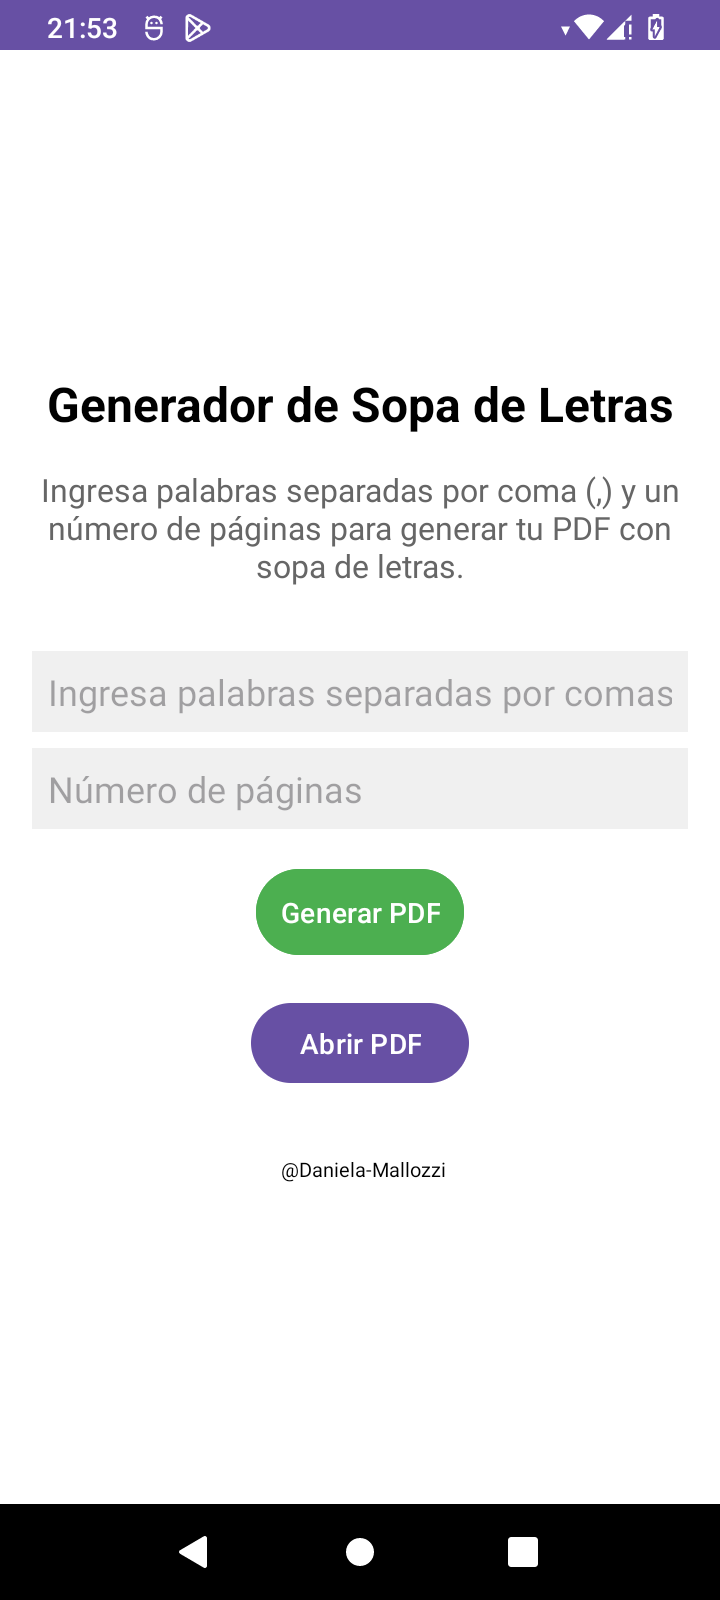 21:53
Generador de Sopa de Letras
Ingresa palabras separadas por coma (,) y un
número de páginas para generar tu PDF con
sopa de letras.
Ingresa palabras separadas por comas
Número de páginas
Generar PDF
Abrir PDF
@Daniela-Mallozzi